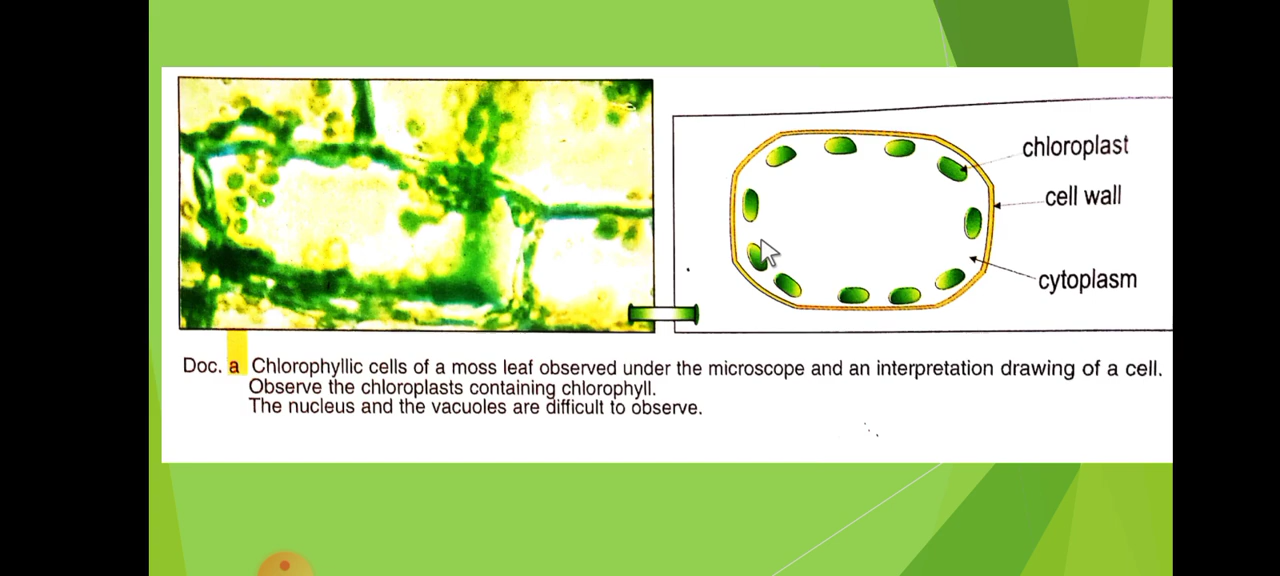 chloroplast
cell wall
cytoplasm
Doc. a Chlorophyllic cells of a moss leaf observed under the microscope and an interpretation drawing of a cell.
Observe the chloroplasts containing chlorophyll.
The nucleus and the vacuoles are difficult to observe.